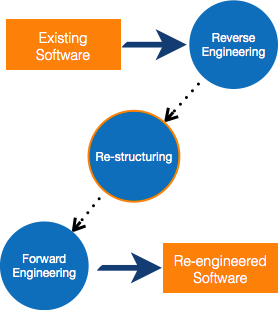 Existing
Software
Reverse
Engineering
Re-structuring
Forward
Engineering
Re-engineered
Software